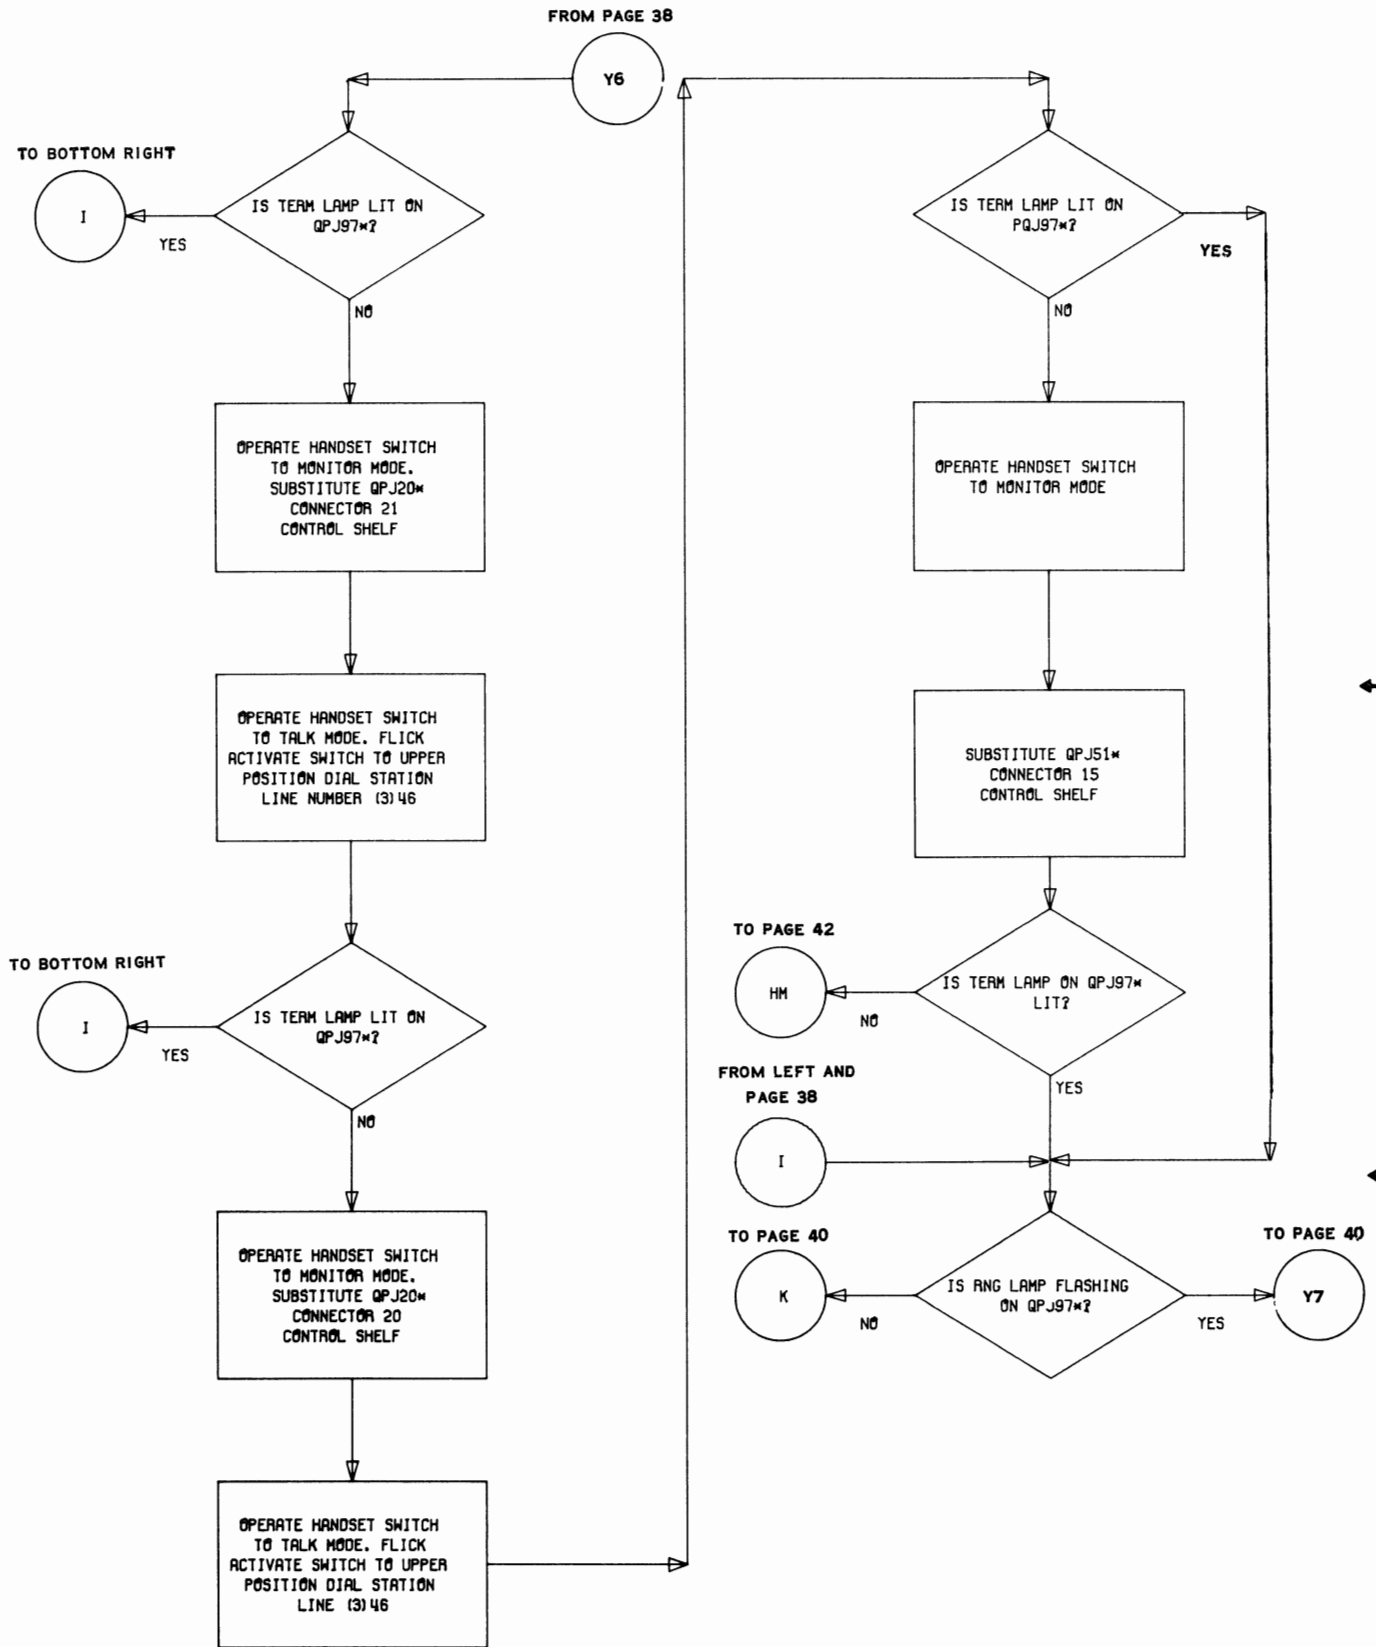 FROM PAGE 38
Y6
TO BOTTOM RIGHT
I
YES
IS TERM LAMP LIT ON
QPJ97*?
NO
OPERATE HANDSET SWITCH
TO MONITOR MODE.
SUBSTITUTE QPJ20*
CONNECTOR 21
CONTROL SHELF
OPERATE HANDSET SWITCH
TO TALK MODE. FLICK
ACTIVATE SWITCH TO UPPER
POSITION DIAL STATION
LINE NUMBER (3)46
TO BOTTOM RIGHT
I
YES
IS TERM LAMP LIT ON
QPJ97*?
NO
OPERATE HANDSET SWITCH
TO MONITOR MODE.
SUBSTITUTE QPJ20*
CONNECTOR 20
CONTROL SHELF
OPERATE HANDSET SWITCH
TO TALK MODE. FLICK
ACTIVATE SWITCH TO UPPER
POSITION DIAL STATION
LINE (3)46
IS TERM LAMP LIT ON
PQJ97*?
YES
NO
OPERATE HANDSET SWITCH
TO MONITOR MODE
SUBSTITUTE QPJ51*
CONNECTOR 15
CONTROL SHELF
TO PAGE 42
HM
NO
IS TERM LAMP ON QPJ97*
LIT?
YES
FROM LEFT AND
PAGE 38
I
TO PAGE 40
K
NO
IS RNG LAMP FLASHING
ON QPJ97*?
YES
TO PAGE 40
Y7